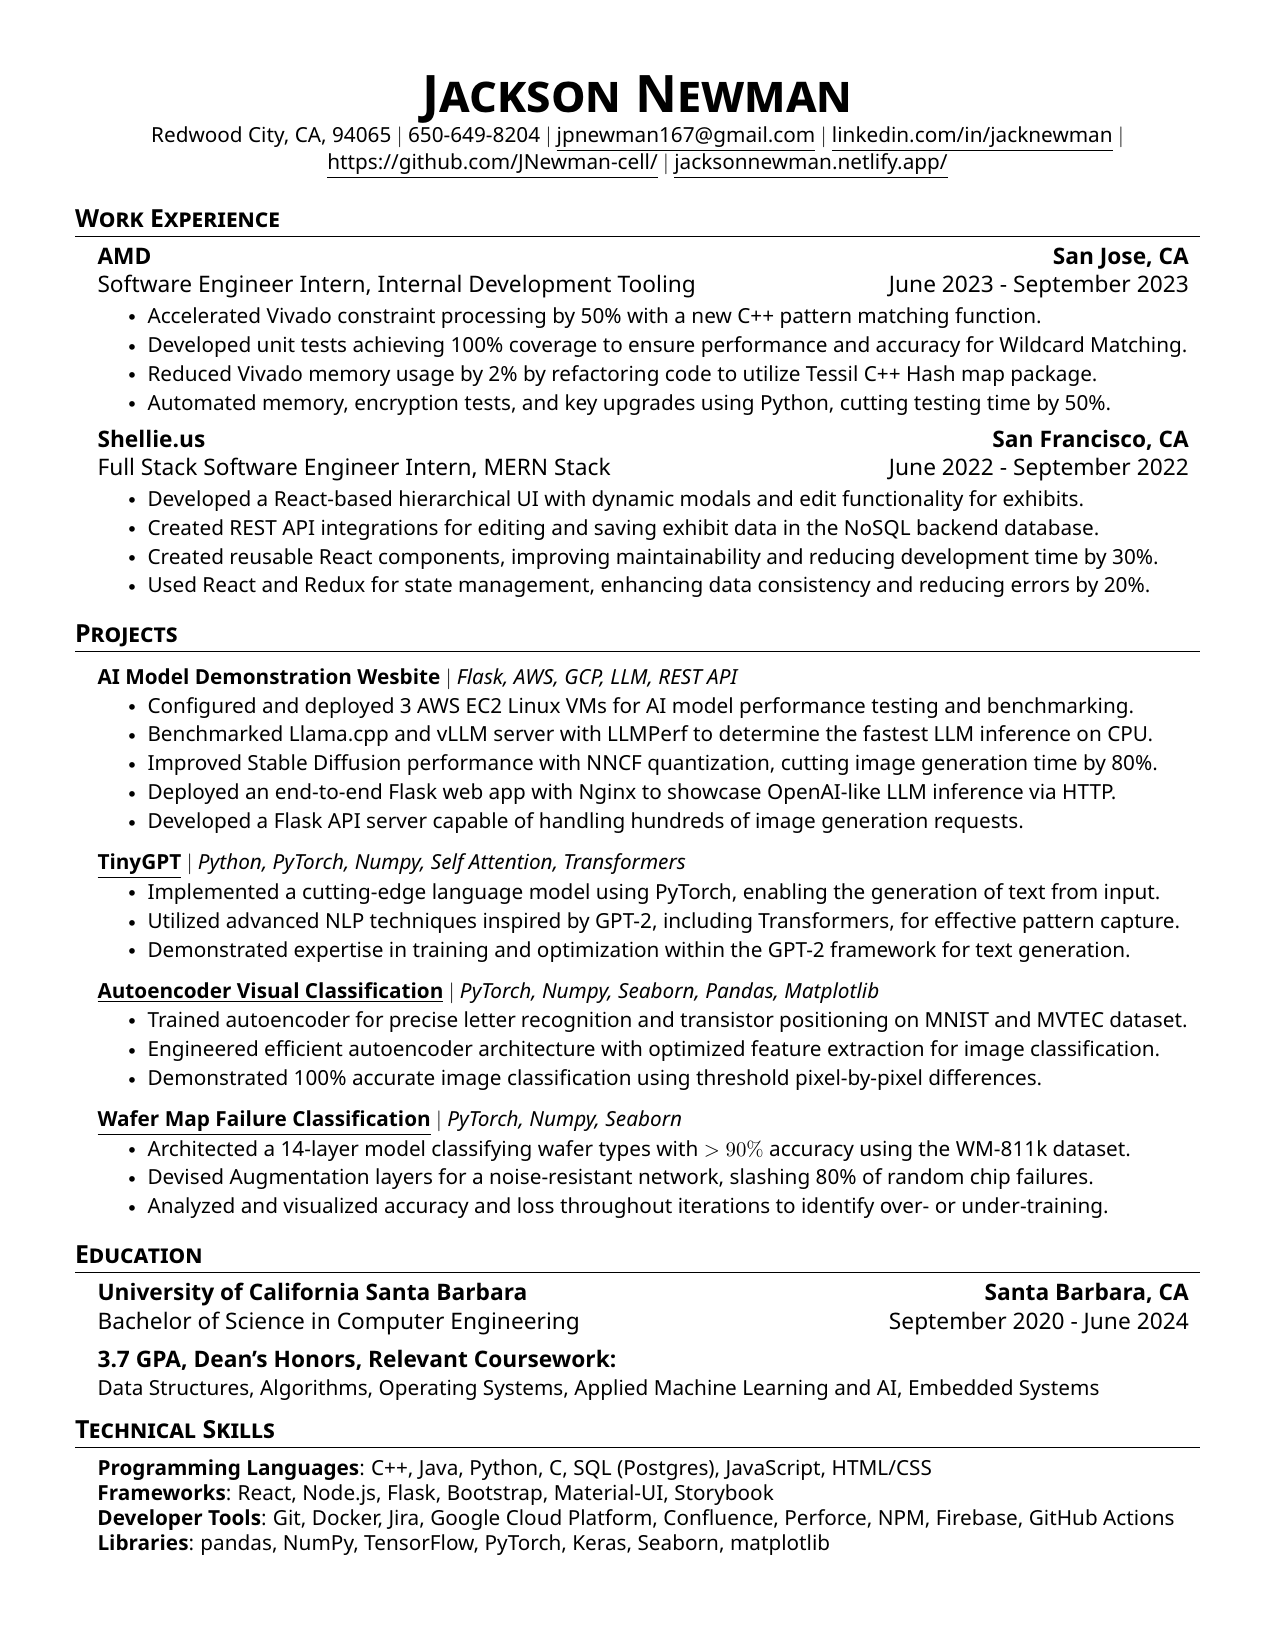 Jackson Newman
Redwood City, CA, 94065 | 650-649-8204 | jpnewman167@gmail.com | linkedin.com/in/jacknewman |
https://github.com/JNewman-cell/ | jacksonnewman.netlify.app/
Work Experience
AMD San Jose, CA
Software Engineer Intern, Internal Development Tooling June 2023 - September 2023
• Accelerated Vivado constraint processing by 50% with a new C++ pattern matching function.
• Developed unit tests achieving 100% coverage to ensure performance and accuracy for Wildcard Matching.
• Reduced Vivado memory usage by 2% by refactoring code to utilize Tessil C++ Hash map package.
• Automated memory, encryption tests, and key upgrades using Python, cutting testing time by 50%.
Shellie.us San Francisco, CA
Full Stack Software Engineer Intern, MERN Stack June 2022 - September 2022
• Developed a React-based hierarchical UI with dynamic modals and edit functionality for exhibits.
• Created REST API integrations for editing and saving exhibit data in the NoSQL backend database.
• Created reusable React components, improving maintainability and reducing development time by 30%.
• Used React and Redux for state management, enhancing data consistency and reducing errors by 20%.
Projects
AI Model Demonstration Wesbite | Flask, AWS, GCP, LLM, REST API
• Configured and deployed 3 AWS EC2 Linux VMs for AI model performance testing and benchmarking.
• Benchmarked Llama.cpp and vLLM server with LLMPerf to determine the fastest LLM inference on CPU.
• Improved Stable Diffusion performance with NNCF quantization, cutting image generation time by 80%.
• Deployed an end-to-end Flask web app with Nginx to showcase OpenAI-like LLM inference via HTTP.
• Developed a Flask API server capable of handling hundreds of image generation requests.
TinyGPT | Python, PyTorch, Numpy, Self Attention, Transformers
• Implemented a cutting-edge language model using PyTorch, enabling the generation of text from input.
• Utilized advanced NLP techniques inspired by GPT-2, including Transformers, for effective pattern capture.
• Demonstrated expertise in training and optimization within the GPT-2 framework for text generation.
Autoencoder Visual Classification | PyTorch, Numpy, Seaborn, Pandas, Matplotlib
• Trained autoencoder for precise letter recognition and transistor positioning on MNIST and MVTEC dataset.
• Engineered efficient autoencoder architecture with optimized feature extraction for image classification.
• Demonstrated 100% accurate image classification using threshold pixel-by-pixel differences.
Wafer Map Failure Classification | PyTorch, Numpy, Seaborn
• Architected a 14-layer model classifying wafer types with > 90% accuracy using the WM-811k dataset.
• Devised Augmentation layers for a noise-resistant network, slashing 80% of random chip failures.
• Analyzed and visualized accuracy and loss throughout iterations to identify over- or under-training.
Education
University of California Santa Barbara Santa Barbara, CA
Bachelor of Science in Computer Engineering September 2020 - June 2024
3.7 GPA, Dean’s Honors, Relevant Coursework:
Data Structures, Algorithms, Operating Systems, Applied Machine Learning and AI, Embedded Systems
Technical Skills
Programming Languages: C++, Java, Python, C, SQL (Postgres), JavaScript, HTML/CSS
Frameworks: React, Node.js, Flask, Bootstrap, Material-UI, Storybook
Developer Tools: Git, Docker, Jira, Google Cloud Platform, Confluence, Perforce, NPM, Firebase, GitHub Actions
Libraries: pandas, NumPy, TensorFlow, PyTorch, Keras, Seaborn, matplotlib